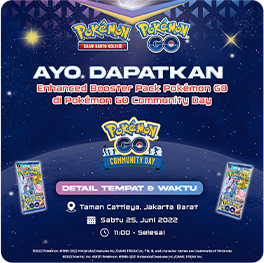 Pokémon
GAME KARTU KOLEKSI
Pokémon
GO
AYO, DAPATKAN
Enhanced Booster Pack Pokémon GO
di Pokémon GO Community Day
Pokémon
GO
COMMUNITY DAY
DETAIL TEMPAT & WAKTU
Taman Cattleya, Jakarta Barat
Sabtu 25, Juni 2022
11:00 - Selesai